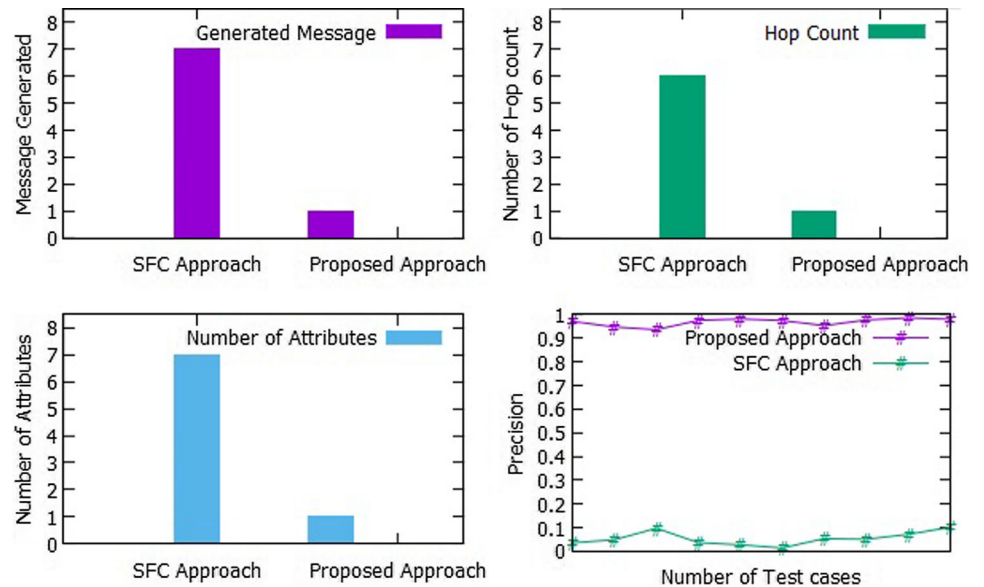 8
7
6
5
4
3
2
1
0
Message Generated
Generated Message
SFC Approach
Proposed Approach
8
7
6
5
4
3
2
1
0
Number of Hop count
Hop Count
SFC Approach
Proposed Approach
8
7
6
5
4
3
2
1
0
Number of Attributes
Number of Attributes
SFC Approach
Proposed Approach
1
0.9
0.8
0.7
0.6
0.5
0.4
0.3
0.2
0.1
0
Precision
Proposed Approach
SFC Approach
Number of Test cases